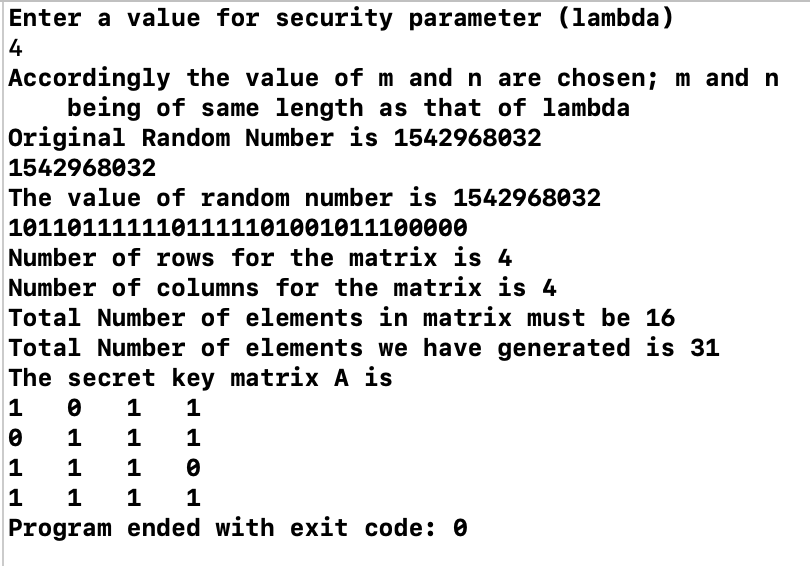 Enter a value for security parameter (lambda)
4
Accordingly the value of m and n are chosen; m and n
being of same length as that of lambda
Original Random Number is 1542968032
1542968032
The value of random number is 1542968032
1011011111101111101001011100000
Number of rows for the matrix is 4
Number of columns for the matrix is 4
Total Number of elements in matrix must be 16
Total Number of elements we have generated is 31
The secret key matrix A is
1 0 1 1
0 1 1 1
1 1 1 0
1 1 1 1
Program ended with exit code: 0